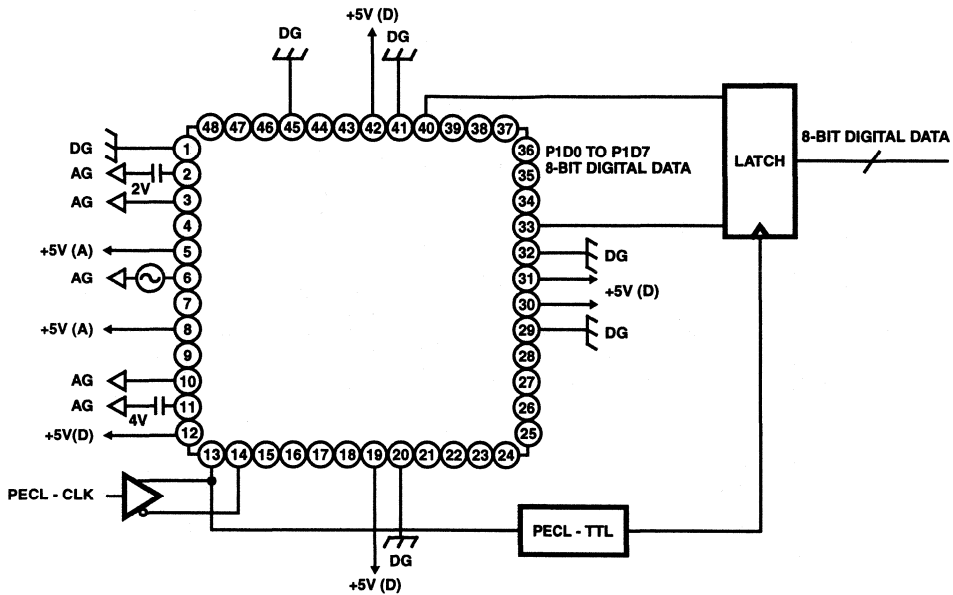 +5V (D)
DG
DG
48 47 46 45 44 43 42 41 40 39 38 37
DG
1
AG
2
2V
AG
3
4
+5V (A)
5
AG
6
7
+5V (A)
8
9
AG
10
AG
11
4V
+5V(D)
12
36
P1D0 TO P1D7
8-BIT DIGITAL DATA
35
34
33
32
DG
31
+5V (D)
30
29
DG
28
27
26
25
13 14 15 16 17 18 19 20 21 22 23 24
LATCH
8-BIT DIGITAL DATA
PECL - CLK
PECL - TTL
DG
+5V (D)